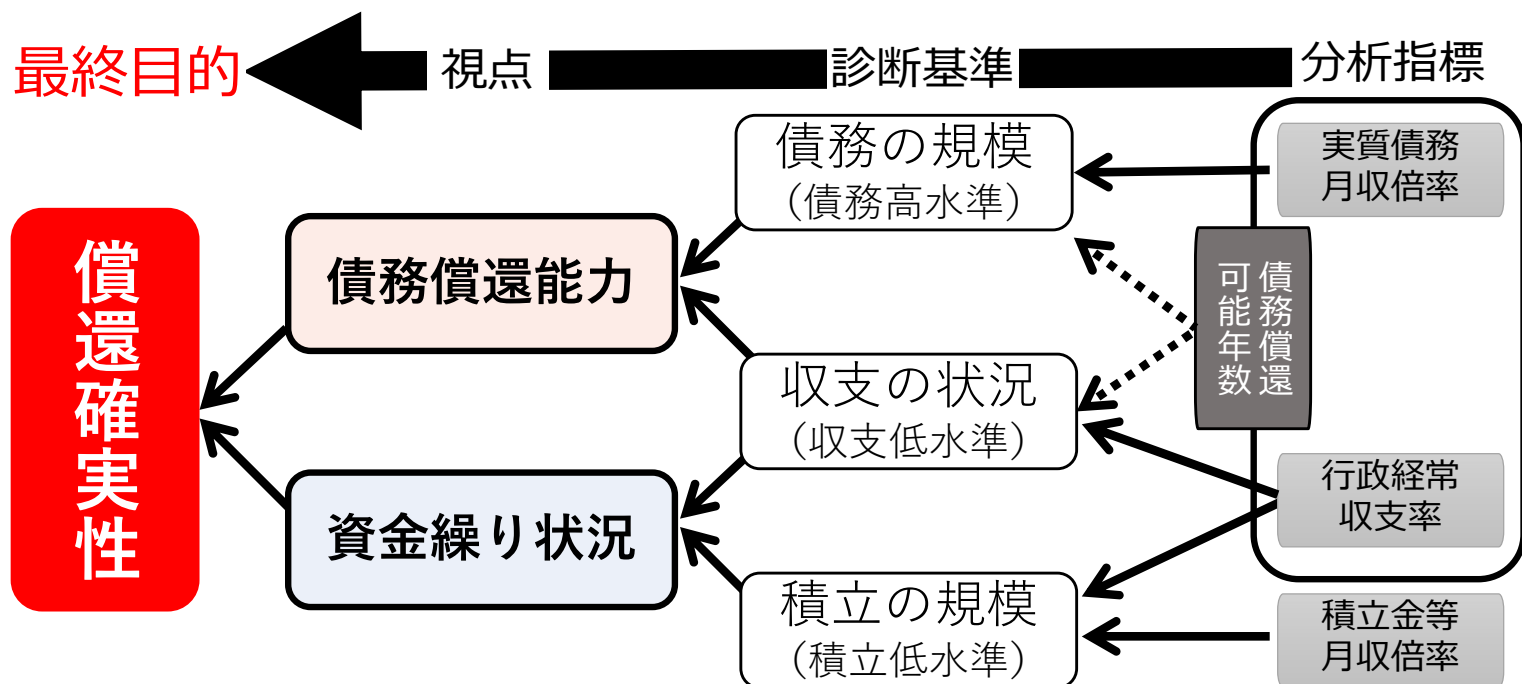 最終目的
視点
診断基準
分析指標
償還確実性
債務償還能力
資金繰り状況
債務の規模
（債務高水準）
収支の状況
（収支低水準）
積立の規模
（積立低水準）
実質債務
月収倍率
債務償還
可能年数
行政経常
収支率
積立金等
月収倍率